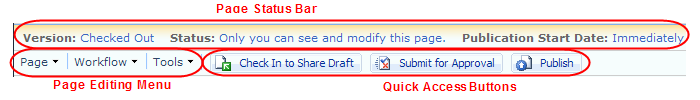 Page Status Bar
Version: Checked Out Status: Only you can see and modify this page. Publication Start Date: Immediately
Page Workflow Tools Check In to Share Draft Submit for Approval Publish
Page Editing Menu Quick Access Buttons